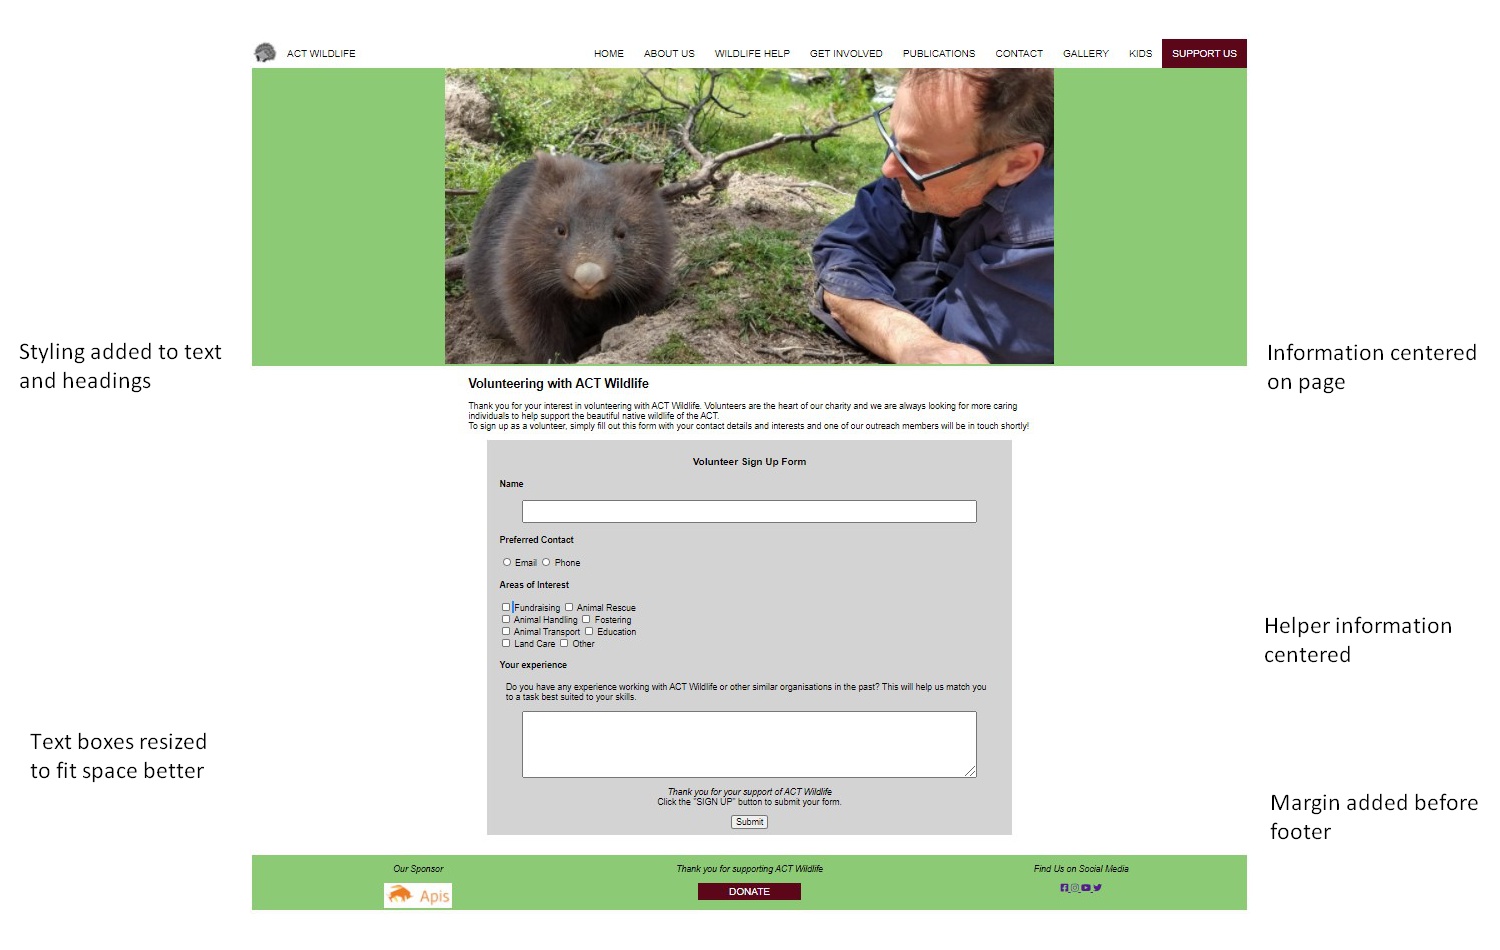 ACT WILDLIFE
HOME ABOUT US WILDLIFE HELP GET INVOLVED PUBLICATIONS CONTACT GALLERY KIDS SUPPORT US
Styling added to text
and headings
Information centered
on page
Volunteering with ACT Wildlife
Thank you for your interest in volunteering with ACT Wildlife. Volunteers are the heart of our charity and we are always looking for more caring
individuals to help support the beautiful native wildlife of the ACT.
To sign up as a volunteer, simply fill out this form with your contact details and interests and one of our outreach members will be in touch shortly!
Volunteer Sign Up Form
Name
Preferred Contact
Email Phone
Areas of Interest
Fundraising Animal Rescue
Animal Handling Fostering
Animal Transport Education
Land Care Other
Helper information
centered
Your experience
Do you have any experience working with ACT Wildlife or other similar organisations in the past? This will help us match you
to a task best suited to your skills.
Text boxes resized
to fit space better
Thank you for your support of ACT Wildlife
Click the "SIGN UP" button to submit your form.
Submit
Margin added before
footer
Our Sponsor
Apis
Thank you for supporting ACT Wildlife
DONATE
Find Us on Social Media